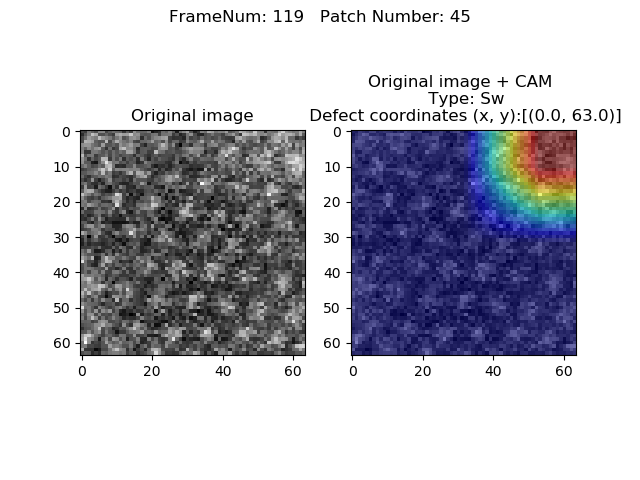 FrameNum: 119   Patch Number: 45
Original image
0
10
20
30
40
50
60
0 20 40 60
Original image + CAM
Type: Sw
Defect coordinates (x, y):[(0.0, 63.0)]
0
10
20
30
40
50
60
0 20 40 60